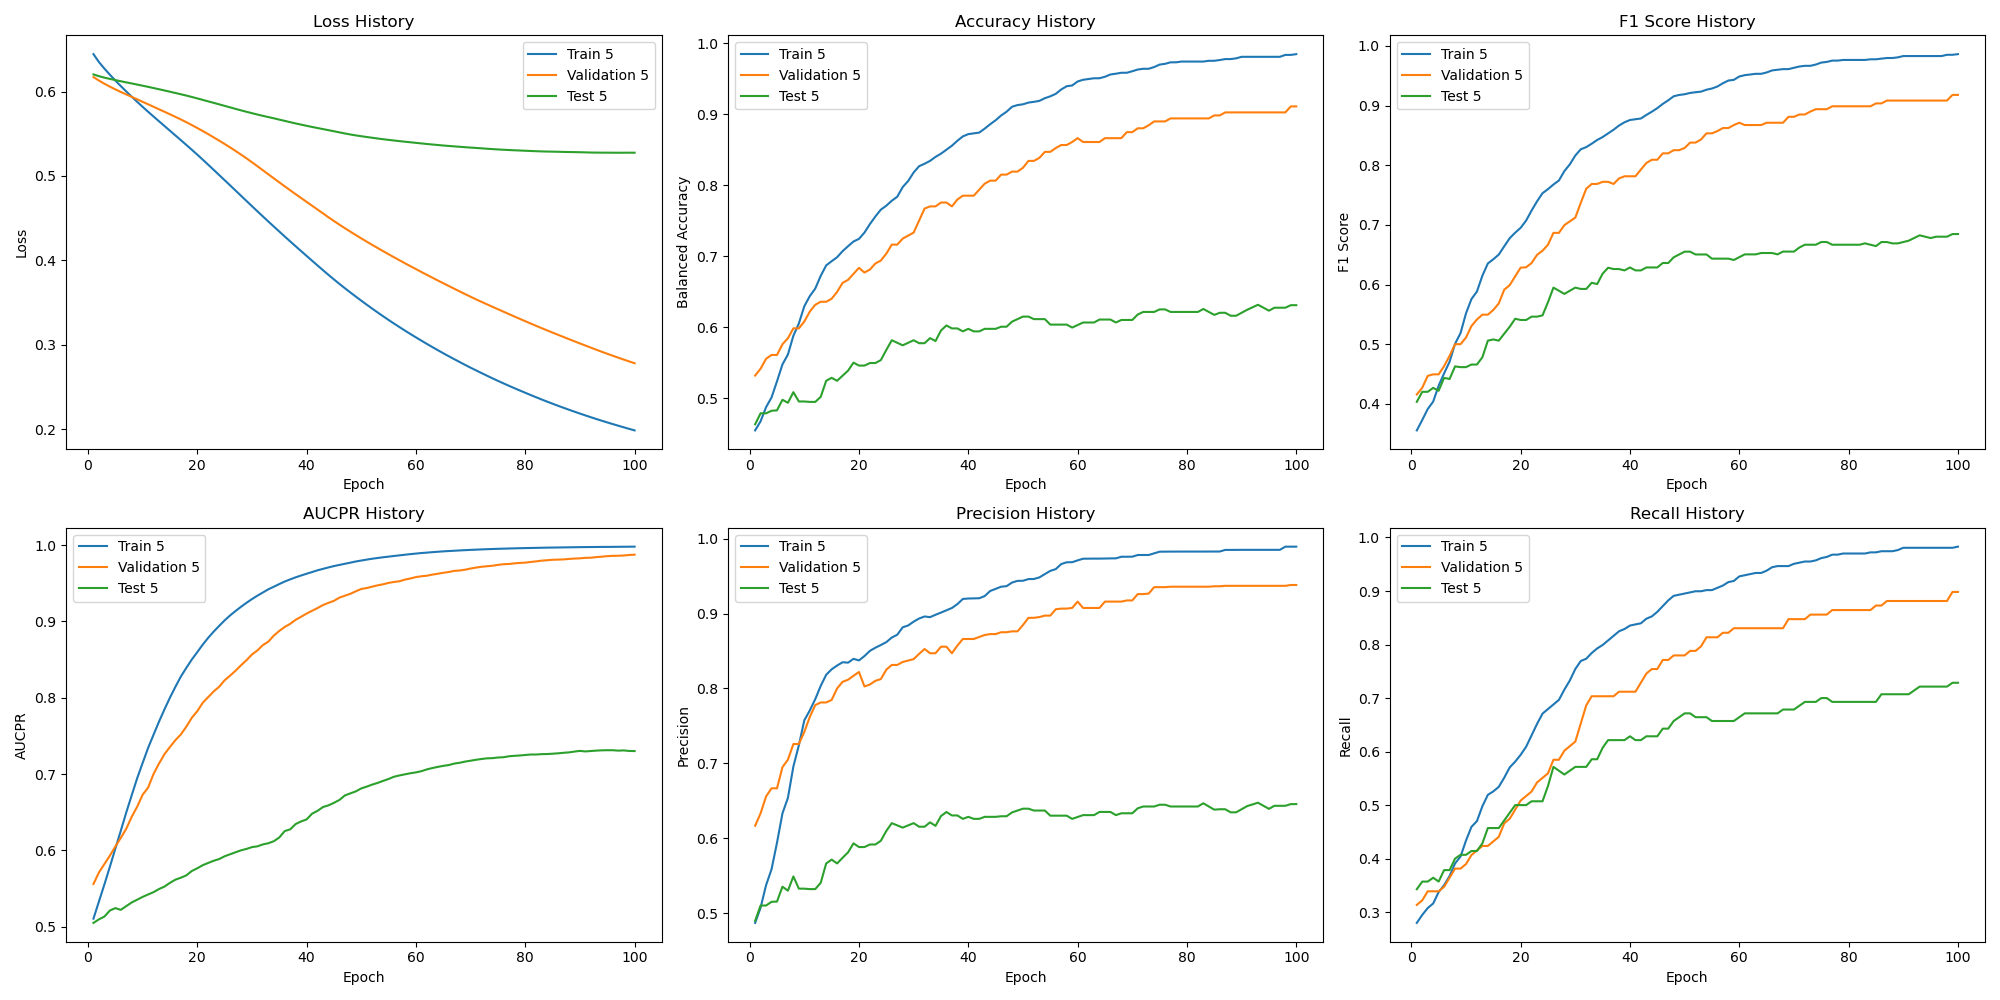 Loss History
Train 5
Validation 5
Test 5
Loss
0.6
0.5
0.4
0.3
0.2
0 20 40 60 80 100
Epoch
Accuracy History
Train 5
Validation 5
Test 5
Balanced Accuracy
1.0
0.9
0.8
0.7
0.6
0.5
0 20 40 60 80 100
Epoch
F1 Score History
Train 5
Validation 5
Test 5
F1 Score
1.0
0.9
0.8
0.7
0.6
0.5
0.4
0 20 40 60 80 100
Epoch
AUCPR History
Train 5
Validation 5
Test 5
AUCPR
1.0
0.9
0.8
0.7
0.6
0.5
0 20 40 60 80 100
Epoch
Precision History
Train 5
Validation 5
Test 5
Precision
1.0
0.9
0.8
0.7
0.6
0.5
0 20 40 60 80 100
Epoch
Recall History
Train 5
Validation 5
Test 5
Recall
1.0
0.9
0.8
0.7
0.6
0.5
0.4
0.3
0 20 40 60 80 100
Epoch